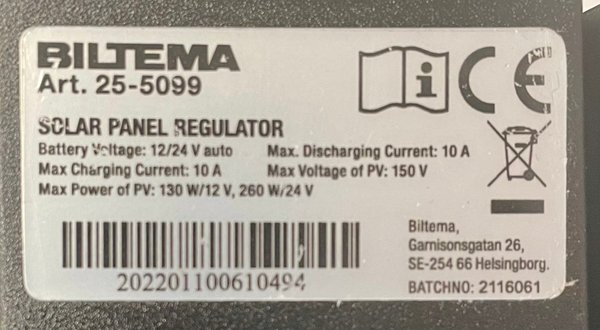 BILTEMA
Art. 25-5099
SOLAR PANEL REGULATOR
Battery Voltage: 12/24 V auto Max. Discharging Current: 10 A
Max Charging Current: 10 A Max Voltage of PV: 150 V
Max Power of PV: 130 W/12 V, 260 W/24 V
202201100610494
i
CE
Biltema,
Garnisonsgatan 26,
SE-254 66 Helsingborg.
BATCHNO: 2116061